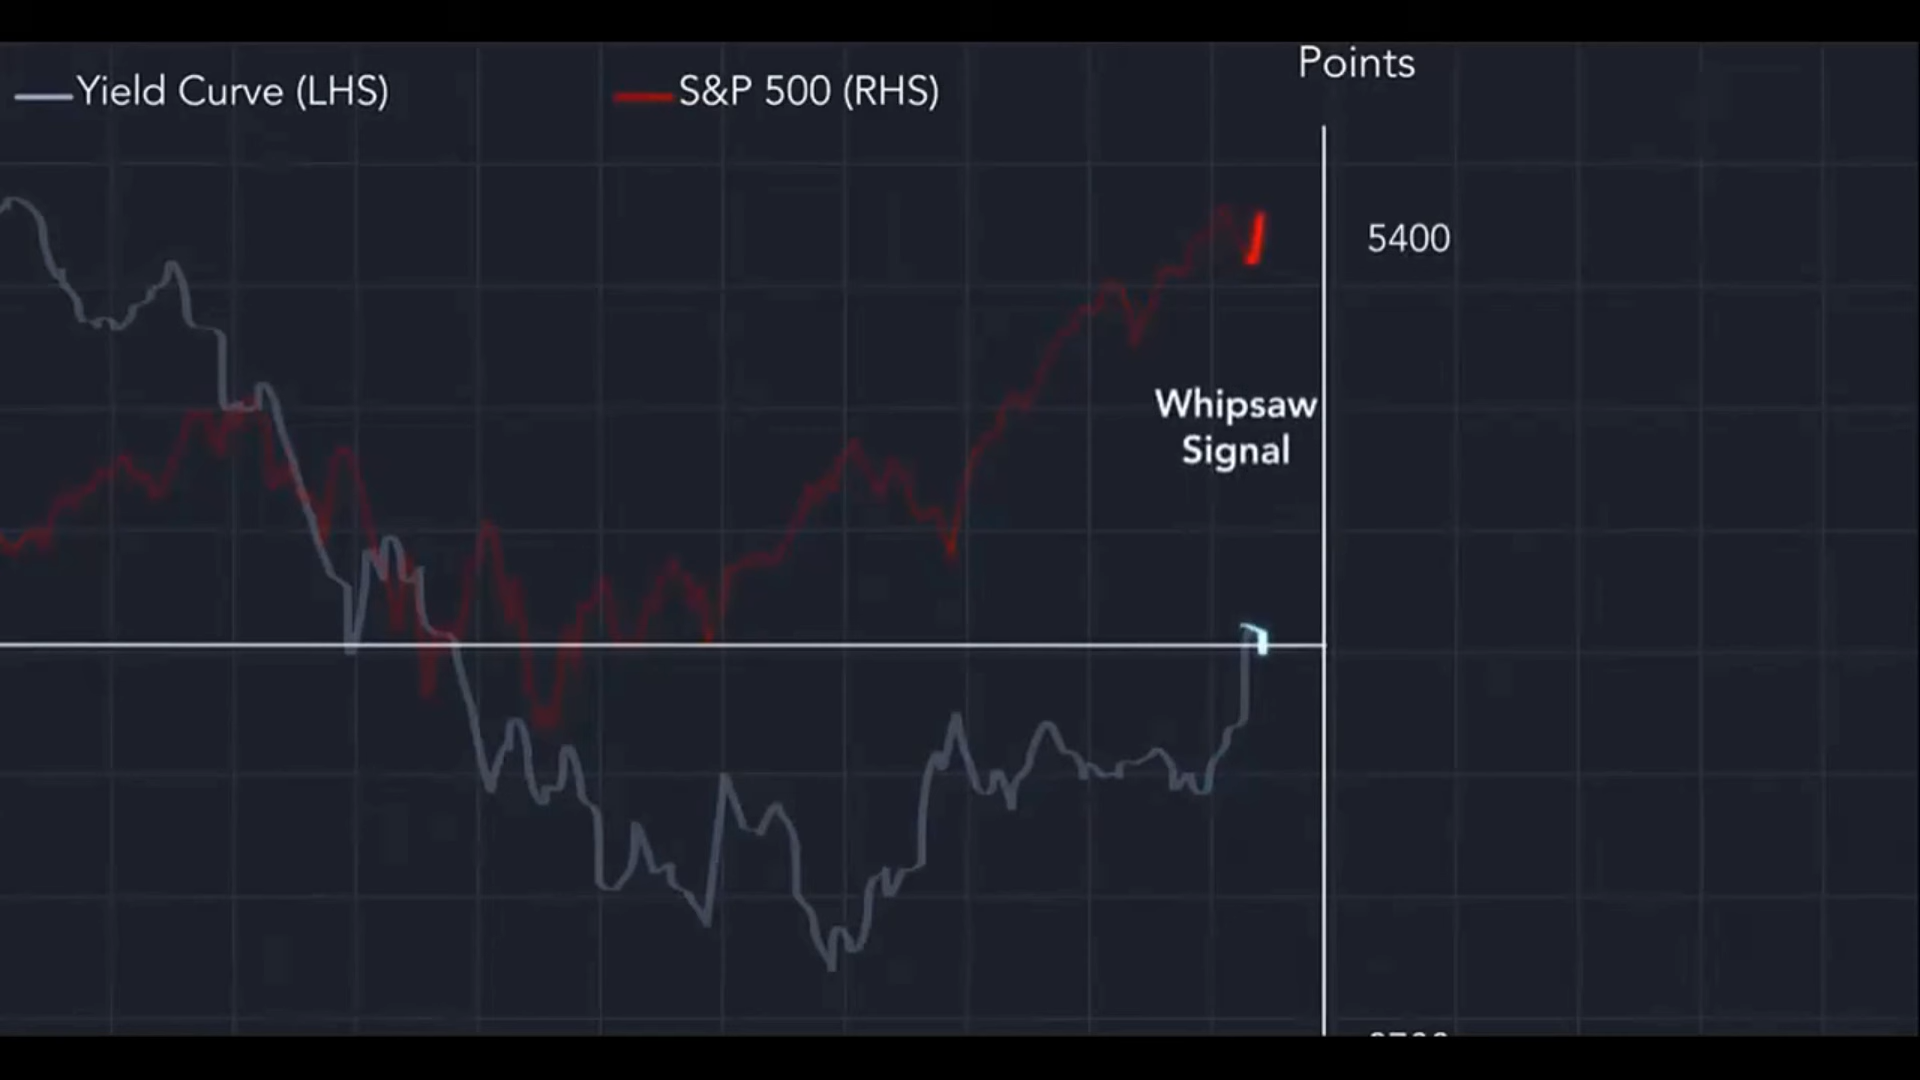 Points
Yield Curve (LHS)
S&P 500 (RHS)
5400
Whipsaw
Signal